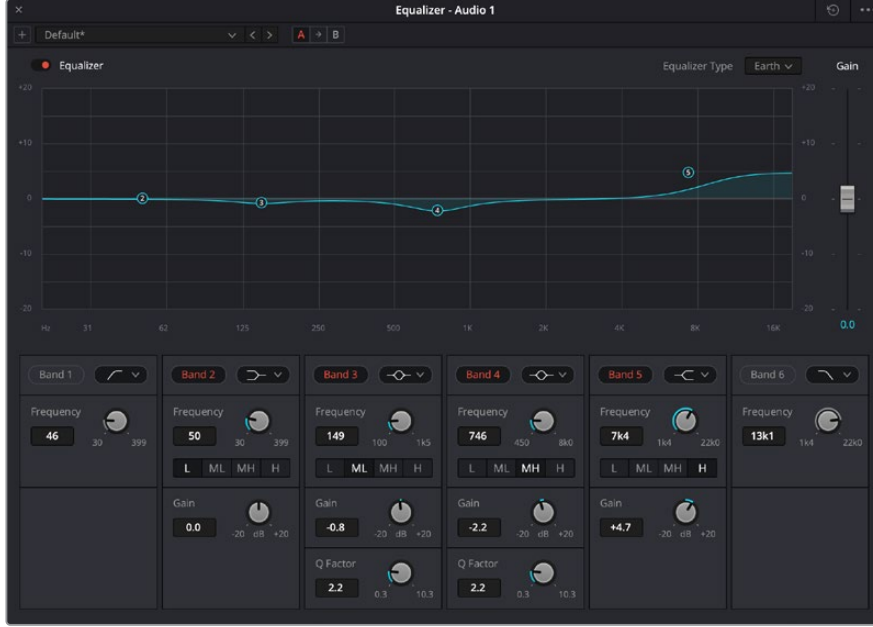 Equalizer - Audio 1
Default* A B
Equalizer Equalizer Type Earth Gain
+20 +20
+10 +10
0 2 3 4 5 0
-10 -10
-20 -20
Hz 31 62 125 250 500 1K 2K 4K 8K 16K 0.0
Band 1 Band 2 Band 3 Band 4 Band 5 Band 6
Frequency Frequency Frequency Frequency Frequency Frequency
46 30 399 50 30 399 149 100 1k5 746 450 8k0 7k4 1k4 22k0 13k1 1k4 22k0
L ML MH H L ML MH H L ML MH H L ML MH H
Gain Gain Gain Gain
0.0 -20 dB +20 -0.8 -20 dB +20 -2.2 -20 dB +20 +4.7 -20 dB +20
Q Factor Q Factor
2.2 0.3 10.3 2.2 0.3 10.3